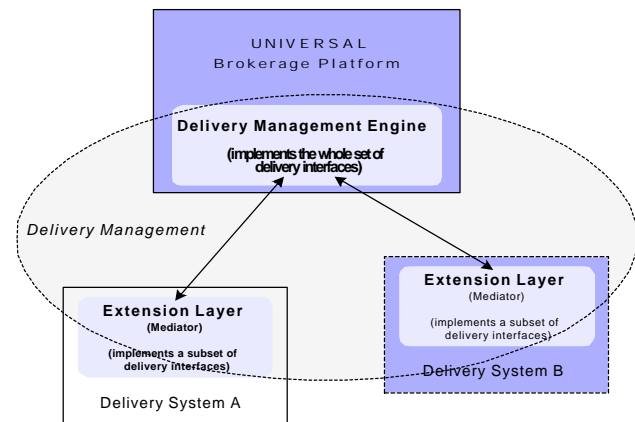 UNIVERSAL
Brokerage Platform
Delivery Management Engine
(implements the whole set of
delivery interfaces)
Delivery Management
Extension Layer
(Mediator)
(implements a subset of
delivery interfaces)
Delivery System A
Extension Layer
(Mediator)
(implements a subset of
delivery interfaces)
Delivery System B